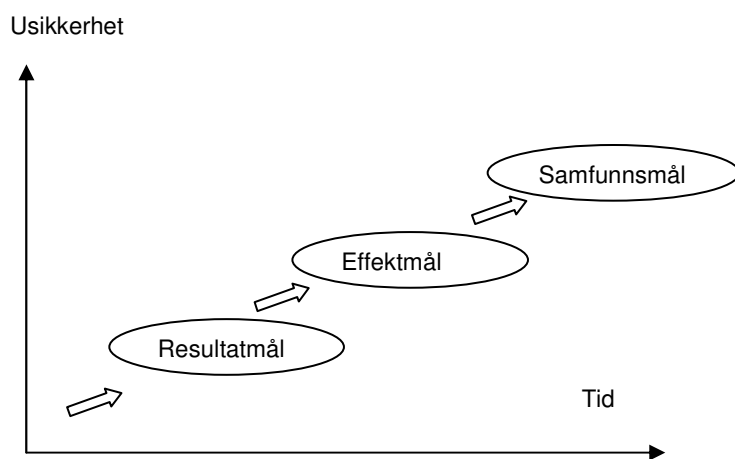 Usikkerhet
Samfunnsmål
Effektmål
Resultatmål
Tid